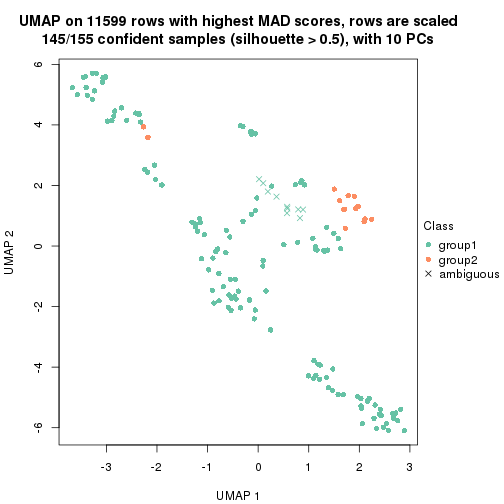 UMAP on 11599 rows with highest MAD scores, rows are scaled
145/155 confident samples (silhouette > 0.5), with 10 PCs
6
4
2
0
-2
-4
-6
UMAP 2
Class
group1
group2
ambiguous
-3
-2
-1
0
1
2
3
UMAP 1